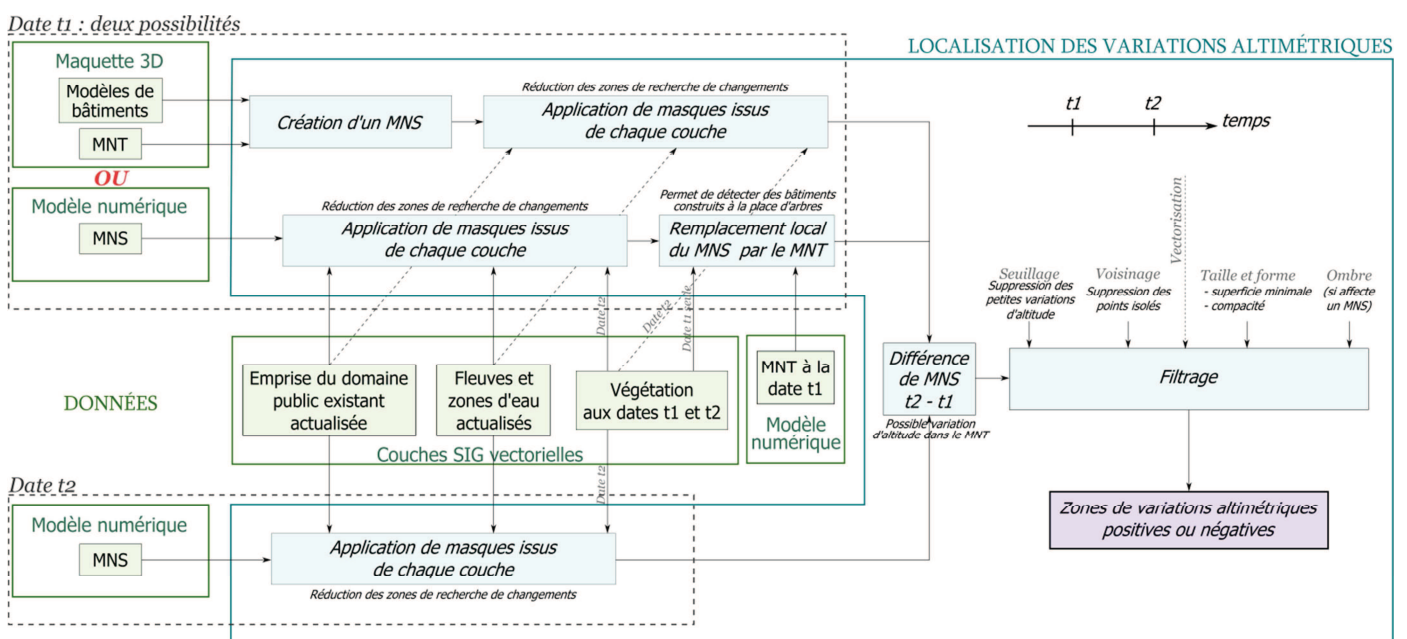 Date t1 : deux possibilités
LOCALISATION DES VARIATIONS ALTIMÉTRIQUES
Maquette 3D
Modèles de
bâtiments
MNT
OU
Modèle numérique
MNS
Création d'un MNS
Réduction des zones de recherche de changements
Application de masques issus
de chaque couche
Réduction des zones de recherche de changements
Application de masques issus
de chaque couche
Permet de détecter des bâtiments
construits à la place d'arbres
Remplacement local
du MNS par le MNT
t1
t2
temps
Vectorisation
Seuillage
Suppression des
petites variations
d'altitude
Voisinage
Suppression des
points isolés
Taille et forme
- superficie minimale
- compacité
Ombre
(si affecte
un MNS)
Date t2
Date t2
Date t1 seule
DONNÉES
Emprise du domaine
public existant
actualisée
Fleuves et
zones d'eau
actualisés
Végétation
aux dates t1 et t2
Couches SIG vectorielles
MNT à la
date t1
Modèle
numérique
Différence
de MNS
t2 - t1
Possible variation
d'altitude dans le MNT
Filtrage
Date t2
Date t2
Modèle numérique
MNS
Application de masques issus
de chaque couche
Réduction des zones de recherche de changements
Zones de variations altimétriques
positives ou négatives